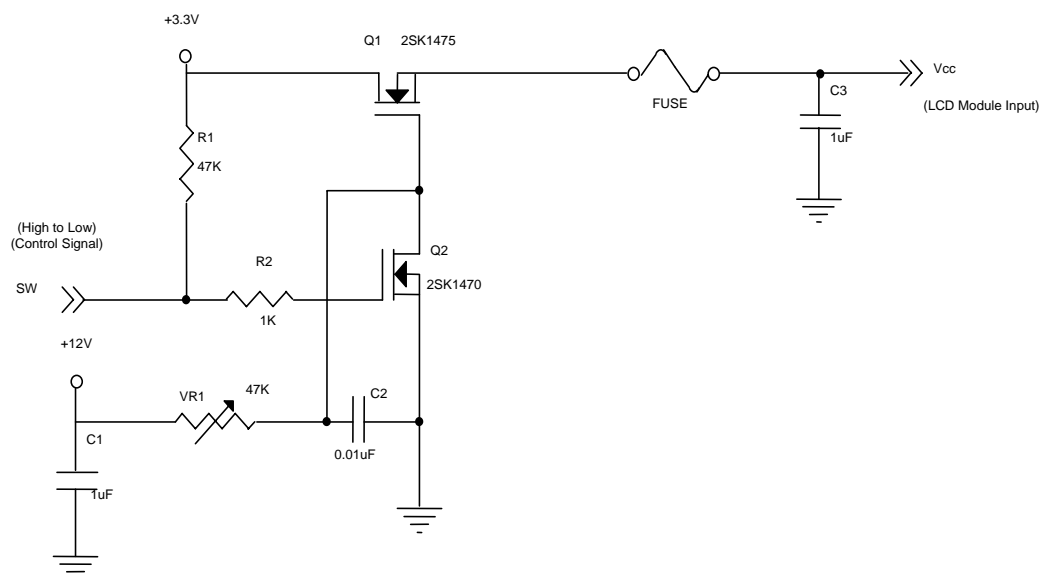 +3.3V
Q1 2SK1475
Vcc
FUSE
C3
(LCD Module Input)
1uF
R1
47K
(High to Low)
(Control Signal)
R2
Q2
SW
2SK1470
1K
+12V
VR1
47K
C2
C1
0.01uF
1uF